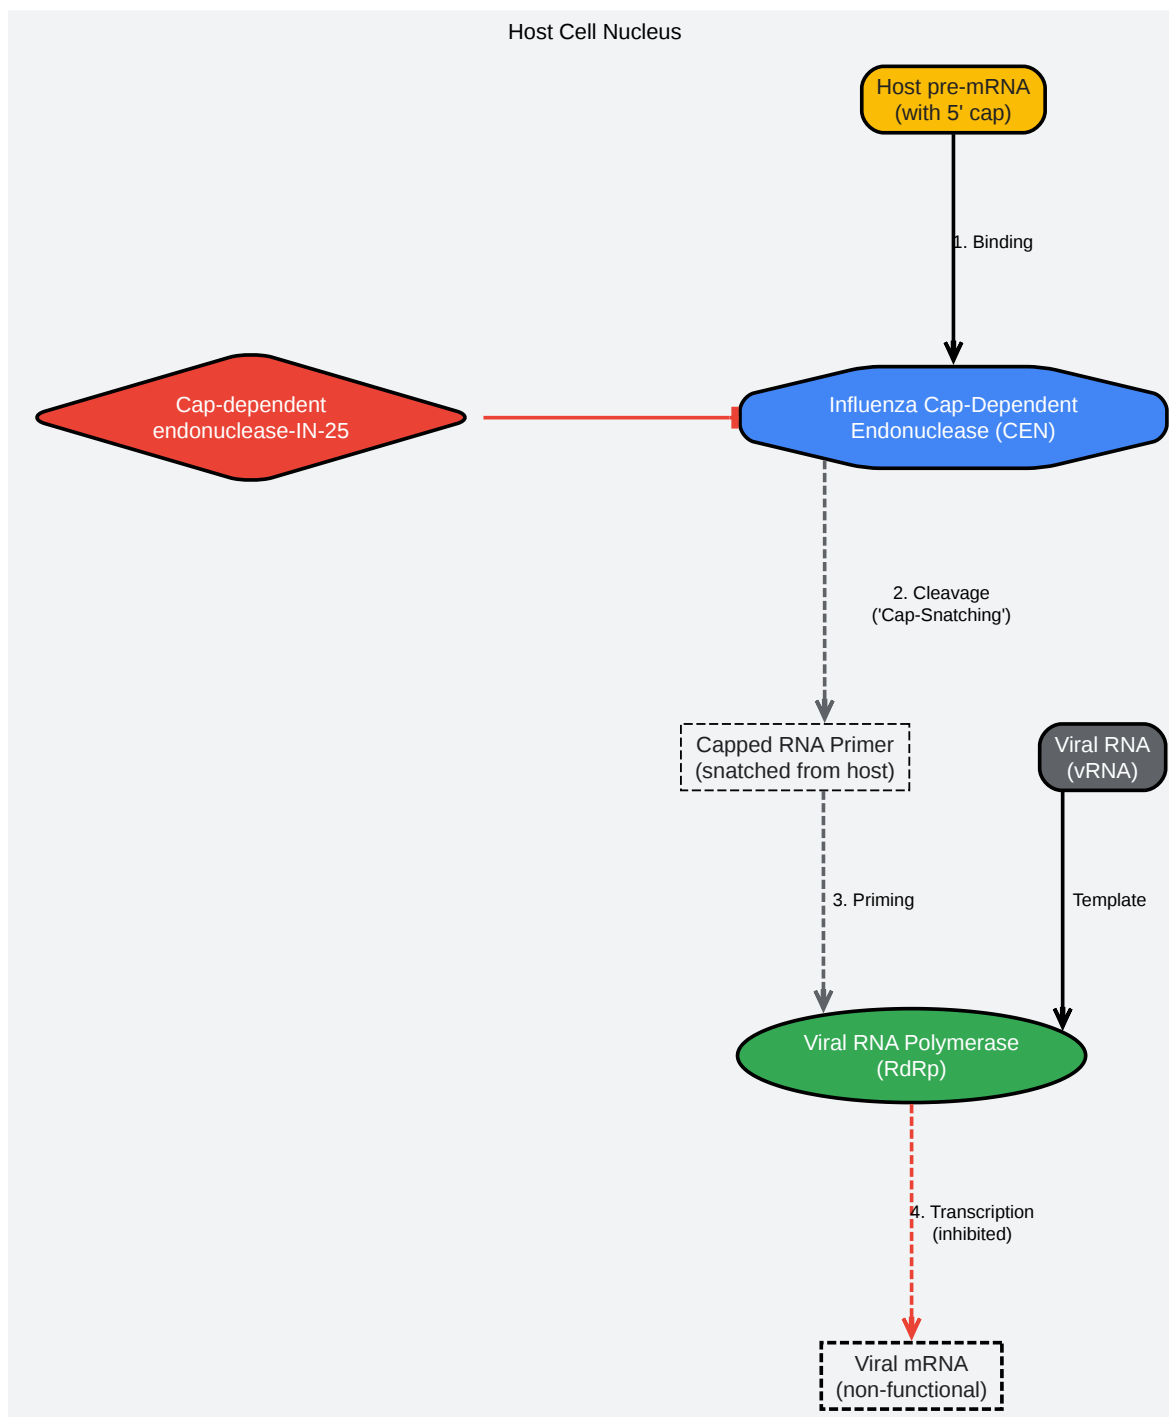 Host Cell Nucleus
Host pre-mRNA
(with 5' cap)
1. Binding
Cap-dependent
endonuclease-IN-25
Influenza Cap-Dependent
Endonuclease (CEN)
2. Cleavage
('Cap-Snatching')
Capped RNA Primer
(snatched from host)
Viral RNA
(vRNA)
3. Priming
Template
Viral RNA Polymerase
(RdRp)
4. Transcription
(inhibited)
Viral mRNA
(non-functional)